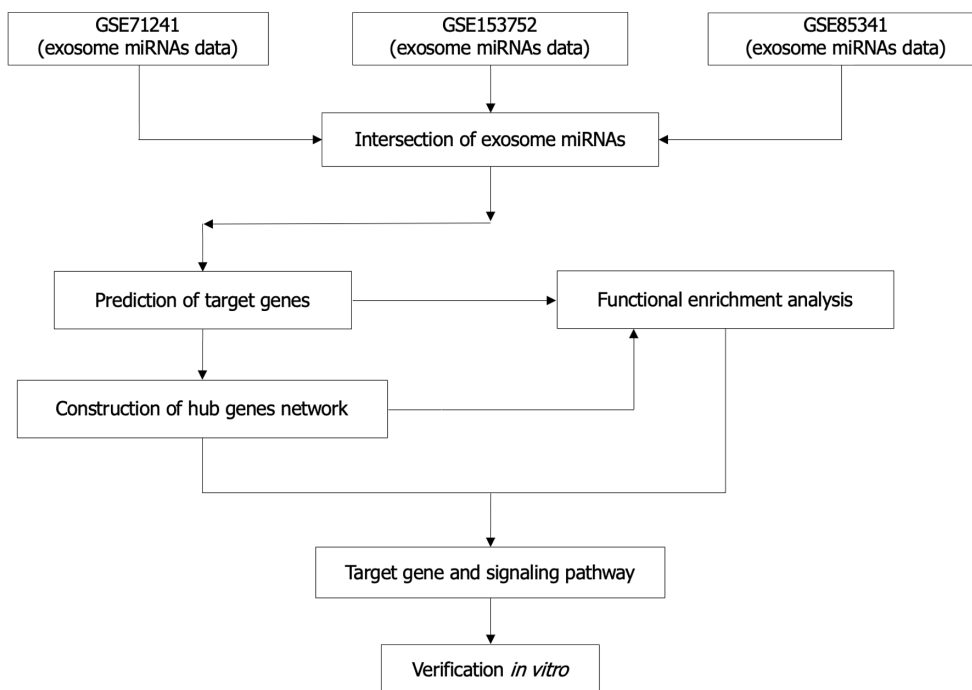 GSE71241
(exosome miRNAs data)
GSE153752
(exosome miRNAs data)
GSE85341
(exosome miRNAs data)
Intersection of exosome miRNAs
Prediction of target genes
Functional enrichment analysis
Construction of hub genes network
Target gene and signaling pathway
Verification in vitro